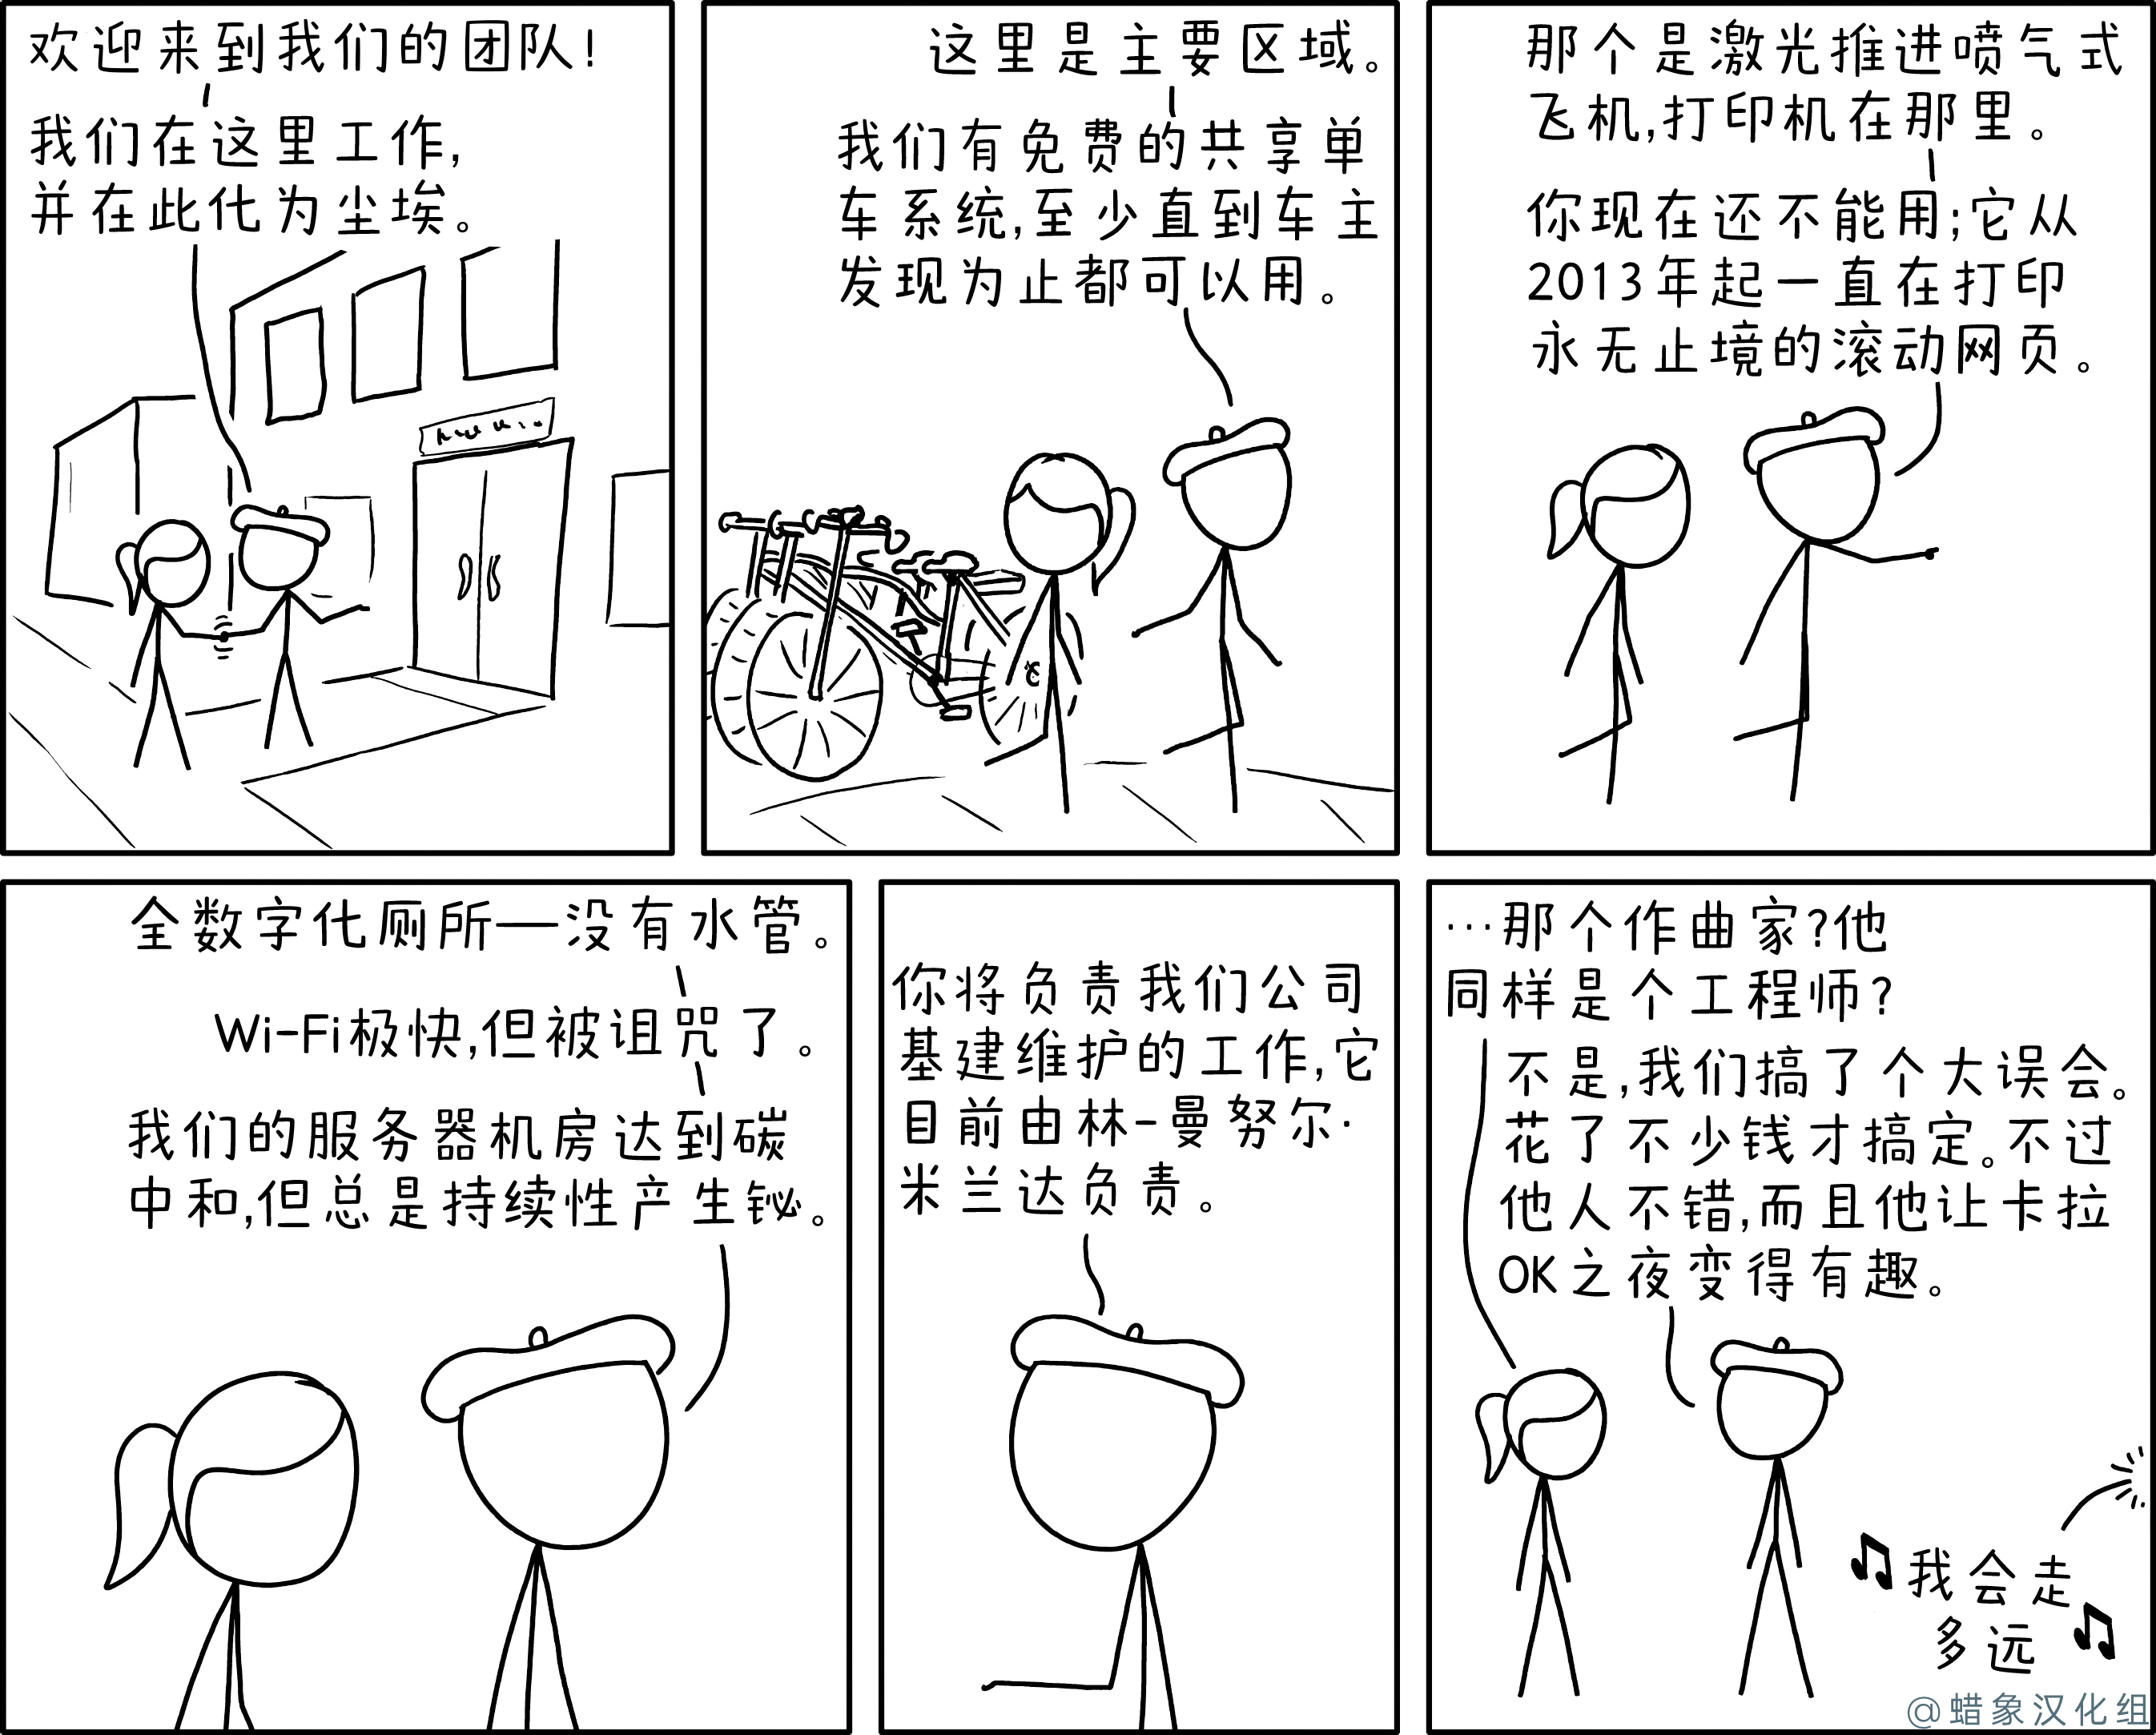 欢迎来到我们的团队!
我们在这里工作,
并在此化为尘埃。
这里是主要区域。
我们有免费的共享单
车系统,至少直到车主
发现为止都可以用。
那个是激光推进喷气式
飞机,打印机在那里。
你现在还不能用;它从
2013年起一直在打印
永无止境的滚动网页。
全数字化厕所——没有水管。
Wi-Fi极快,但被诅咒了。
我们的服务器机房达到碳
中和,但总是持续性产生铋。
你将负责我们公司
基建维护的工作,它
目前由林-曼努尔·
米兰达负责。
…那个作曲家?他
同样是个工程师?
不是,我们搞了个大误会。
花了不少钱才搞定。不过
他人不错,而且他让卡拉
OK之夜变得有趣。
♫我会走
多远♫
@蜡象汉化组